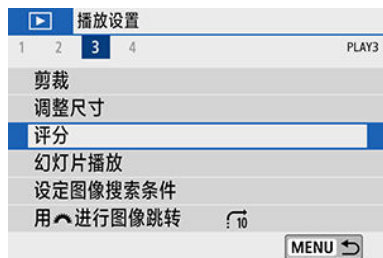 播放设置
1 2 3 4 PLAY3
剪裁
调整尺寸
评分
幻灯片播放
设定图像搜索条件
用进行图像跳转 10
MENU